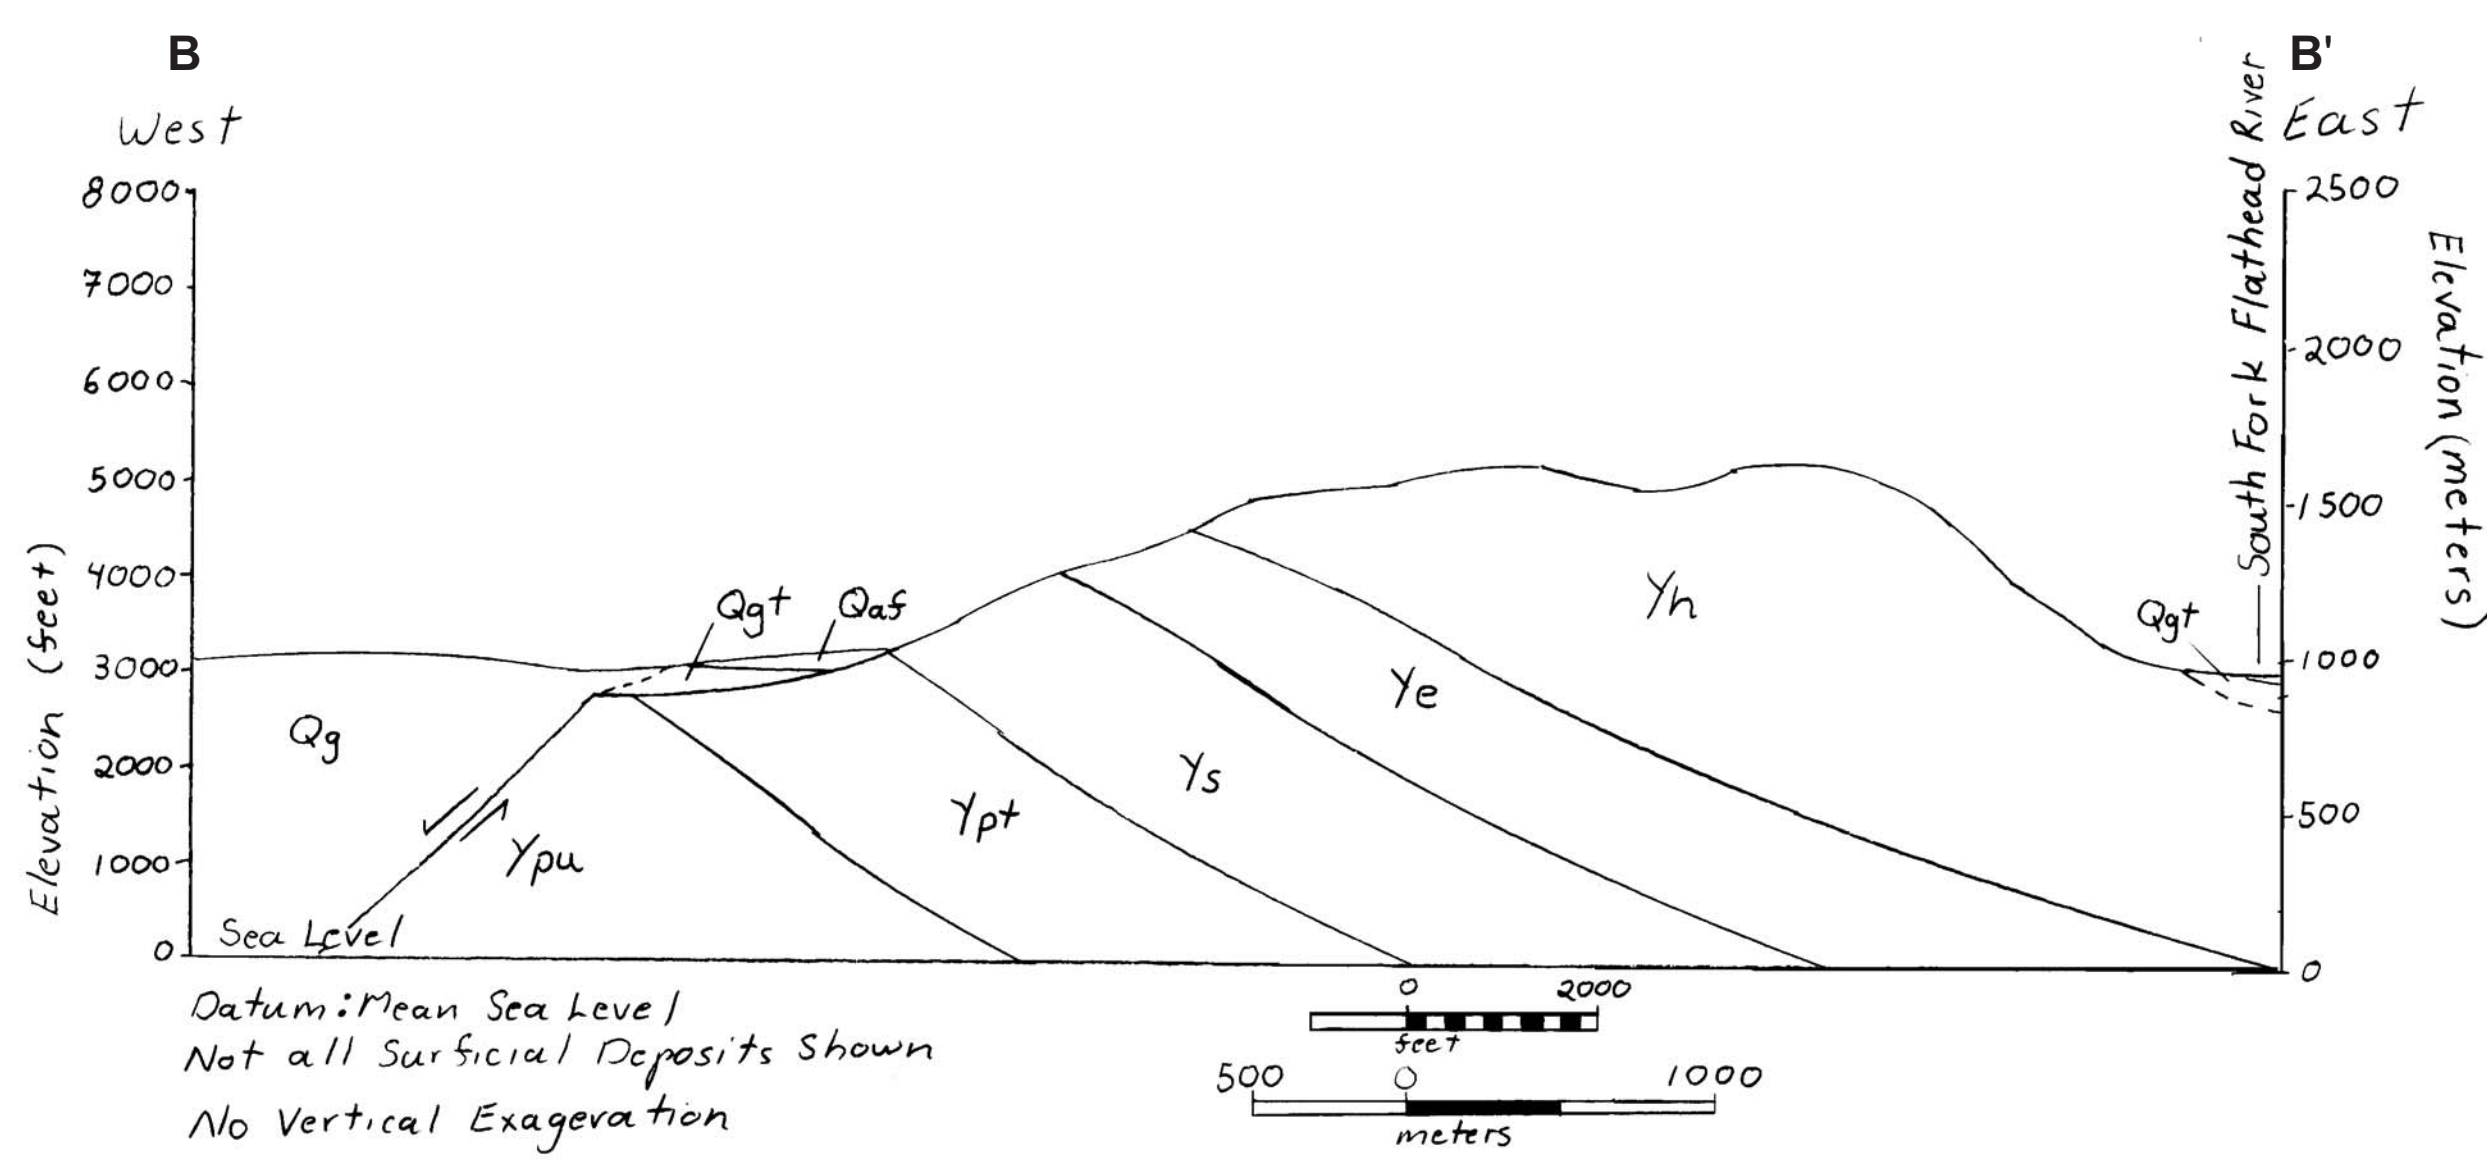 B
B'
West
East
South Fork Flathead River
8000
7000
6000
5000
4000
3000
2000
1000
0
Elevation (feet)
2500
2000
1500
1000
500
0
Elevation (meters)
Qgt
Qaf
Yh
Qgt
Ye
Qg
Ys
Ypt
Ypu
Sea Level
Datum: Mean Sea Level
Not all Surficial Deposits Shown
No Vertical Exageration
0 2000
feet
500 0 1000
meters